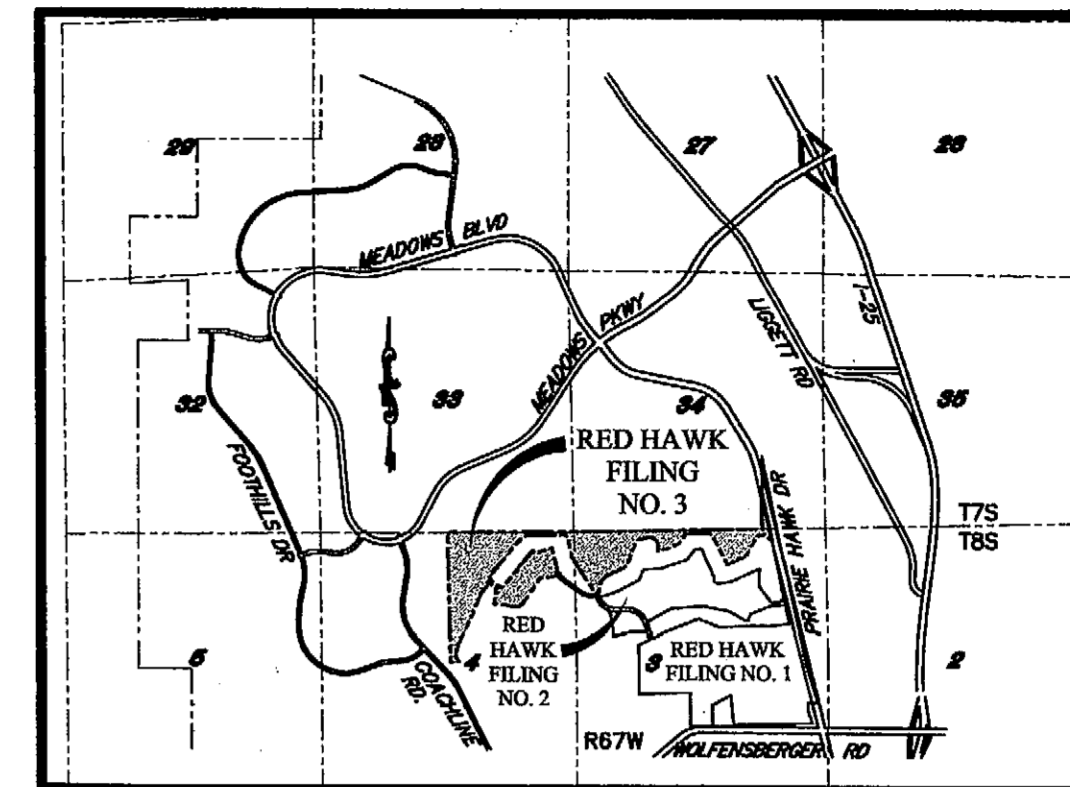 29
28
27
26
MEADOWS BLVD
MEADOWS PKWY
LIGGETT RD
I-25
32
33
34
35
FOOTHILLS DR
RED HAWK
FILING
NO. 3
PRAIRIE HAWK DR
T7S
T8S
5
4
RED
HAWK
FILING
NO. 2
3
RED HAWK
FILING NO. 1
2
COACHLINE
RD.
R67W
WOLFENSBERGER RD